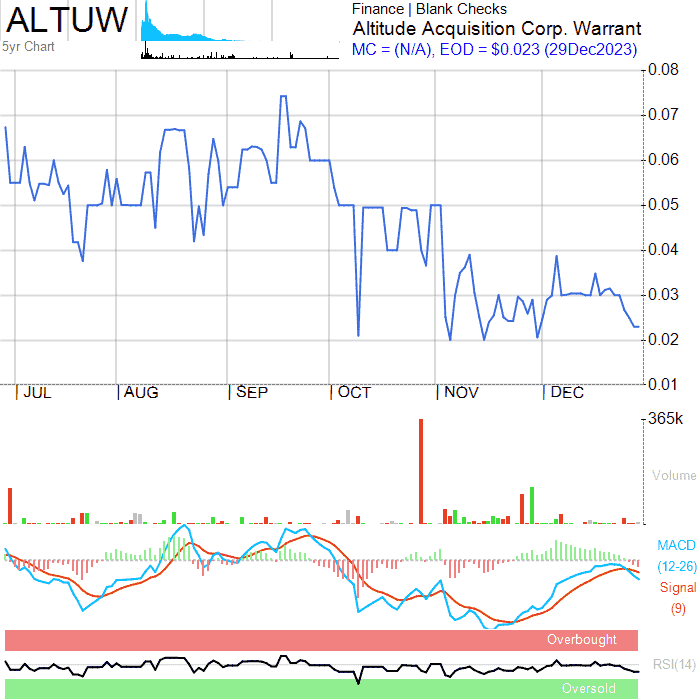 ALTUW
5yr Chart
Finance | Blank Checks
Altitude Acquisition Corp. Warrant
MC = (N/A), EOD = $0.023 (29Dec2023)
0.08
0.07
0.06
0.05
0.04
0.03
0.02
0.01
JUL AUG SEP OCT NOV DEC
365k
Volume
MACD
(12-26)
Signal
(9)
Overbought
RSI(14)
Oversold